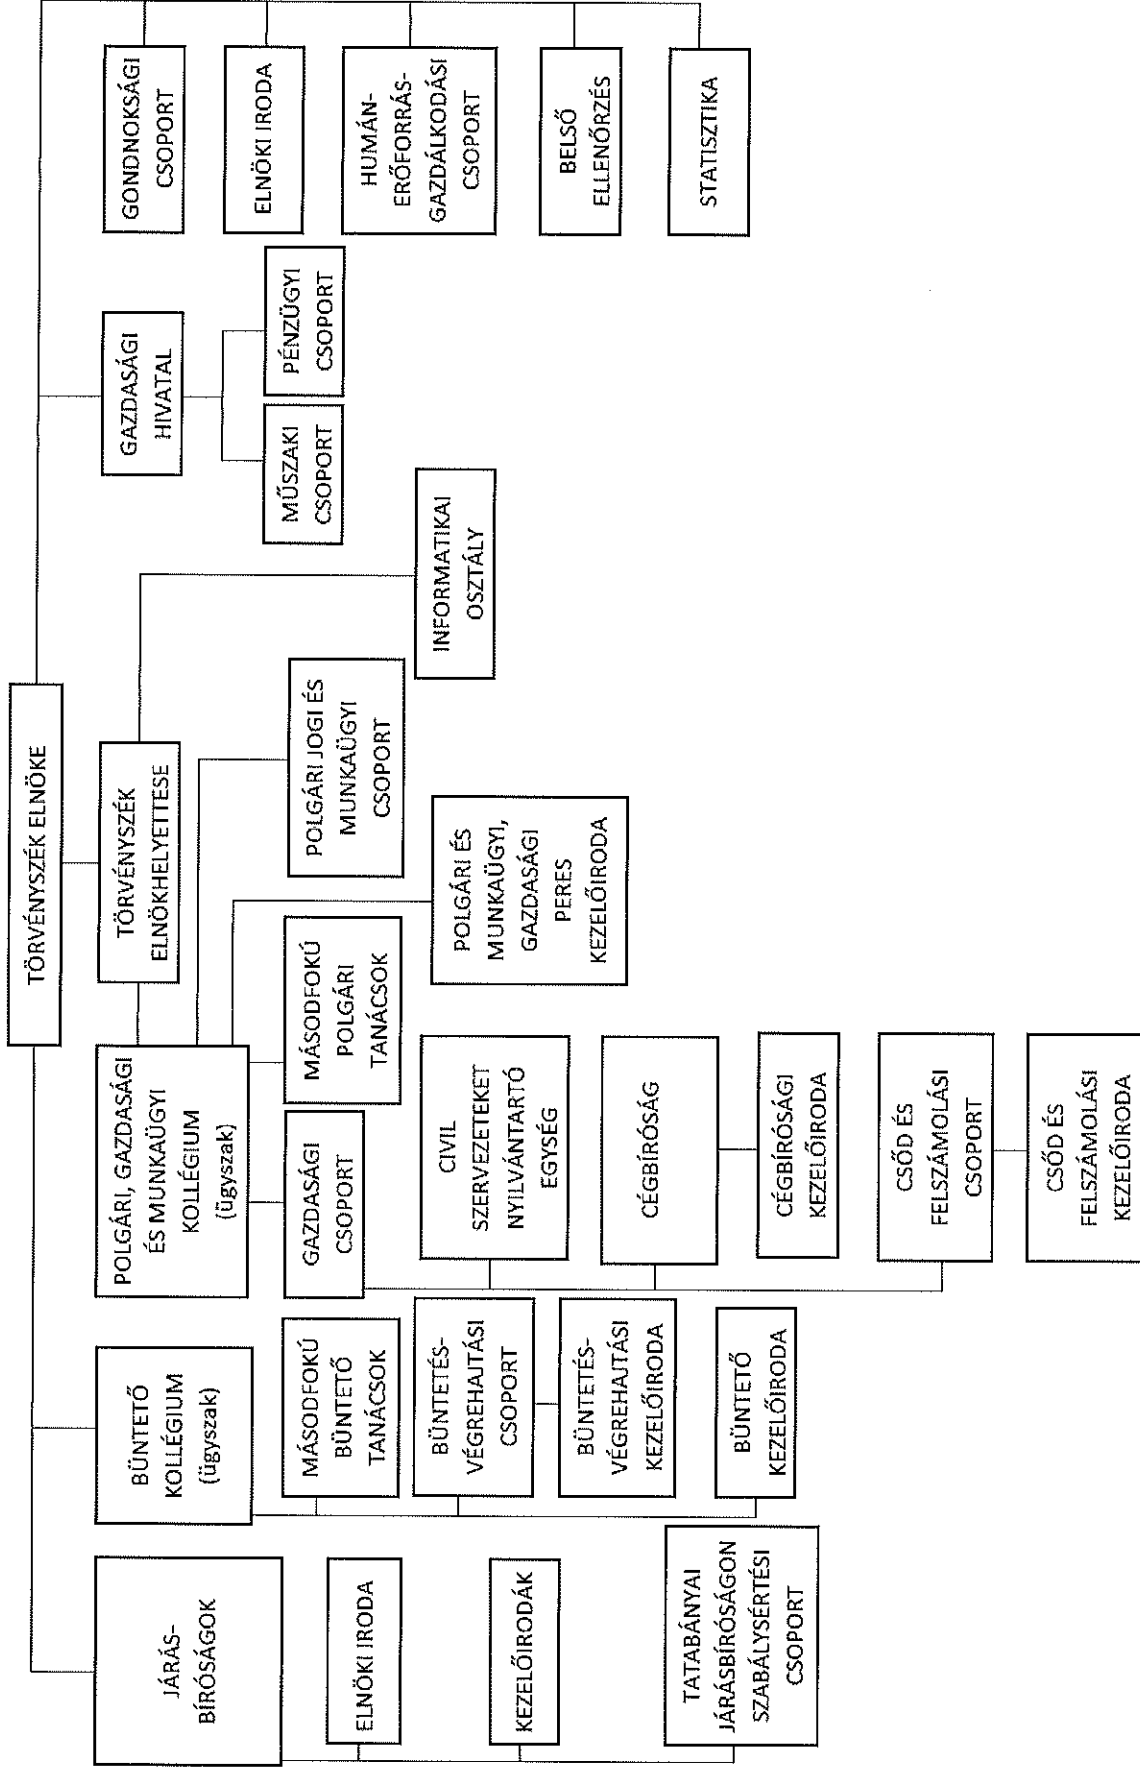 TÖRVÉNYSZÉK ELNÖKE
JÁRÁS-
BÍRÓSÁGOK
ELNÖKI IRODA
KEZELŐIRODÁK
TATABÁNYAI
JÁRÁSBÍRÓSÁGON
SZABÁLYSÉRTÉSI
CSOPORT
BÜNTETŐ
KOLLÉGIUM
(ügyszak)
MÁSODFOKÚ
BÜNTETŐ
TANÁCSOK
BÜNTETÉS-
VÉGREHAJTÁSI
CSOPORT
BÜNTETÉS-
VÉGREHAJTÁSI
KEZELŐIRODA
BÜNTETŐ
KEZELŐIRODA
POLGÁRI, GAZDASÁGI
ÉS MUNKAÜGYI
KOLLÉGIUM
(ügyszak)
GAZDASÁGI
CSOPORT
CIVIL
SZERVEZETEKET
NYILVÁNTARTÓ
EGYSÉG
CÉGBÍRÓSÁG
CÉGBÍRÓSÁGI
KEZELŐIRODA
CSŐD ÉS
FELSZÁMOLÁSI
CSOPORT
CSŐD ÉS
FELSZÁMOLÁSI
KEZELŐIRODA
MÁSODFOKÚ
POLGÁRI
TANÁCSOK
POLGÁRI ÉS
MUNKAÜGYI,
GAZDASÁGI
PERES
KEZELŐIRODA
POLGÁRI JOGI ÉS
MUNKAÜGYI
CSOPORT
TÖRVÉNYSZÉK
ELNÖKHELYETTESE
INFORMATIKAI
OSZTÁLY
GAZDASÁGI
HIVATAL
MŰSZAKI
CSOPORT
PÉNZÜGYI
CSOPORT
GONDNOKSÁGI
CSOPORT
ELNÖKI IRODA
HUMÁN-
ERŐFORRÁS-
GAZDÁLKODÁSI
CSOPORT
BELSŐ
ELLENŐRZÉS
STATISZTIKA